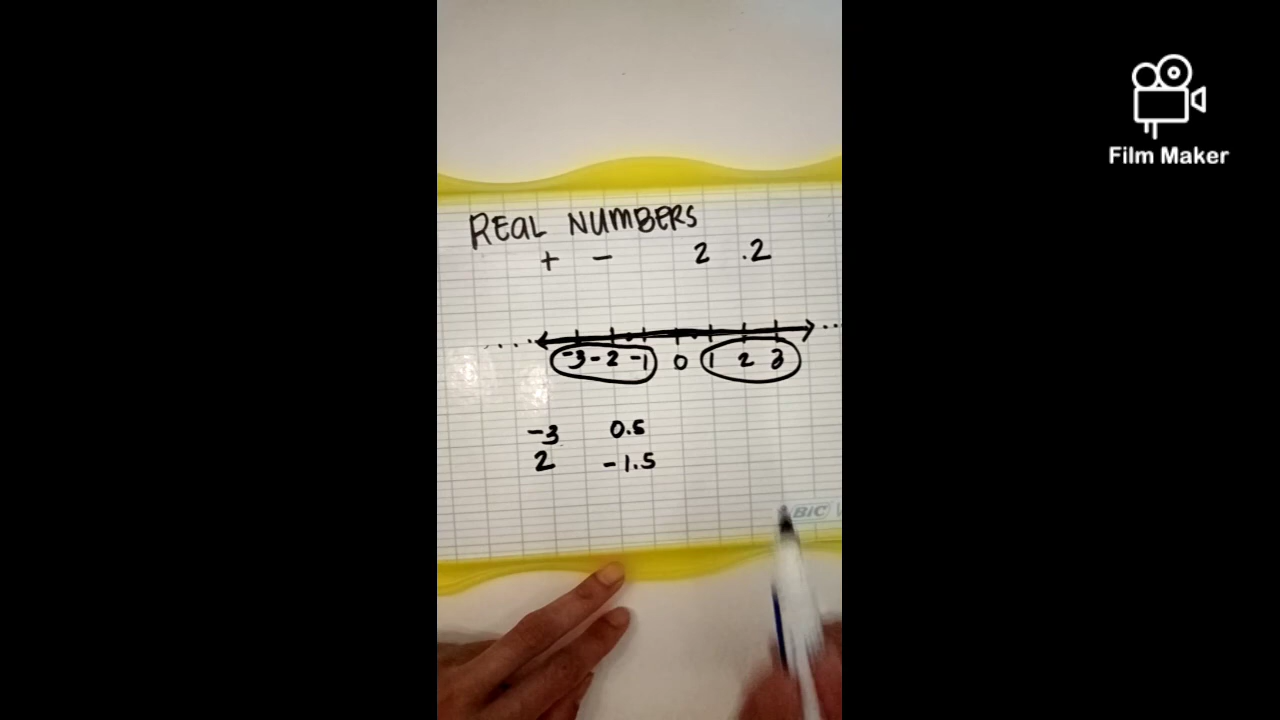 Film Maker
REAL NUMBERS
+ - 2 .2
-3 -2 -1 0 1 2 3
-3 0.5
2 -1.5
BIC